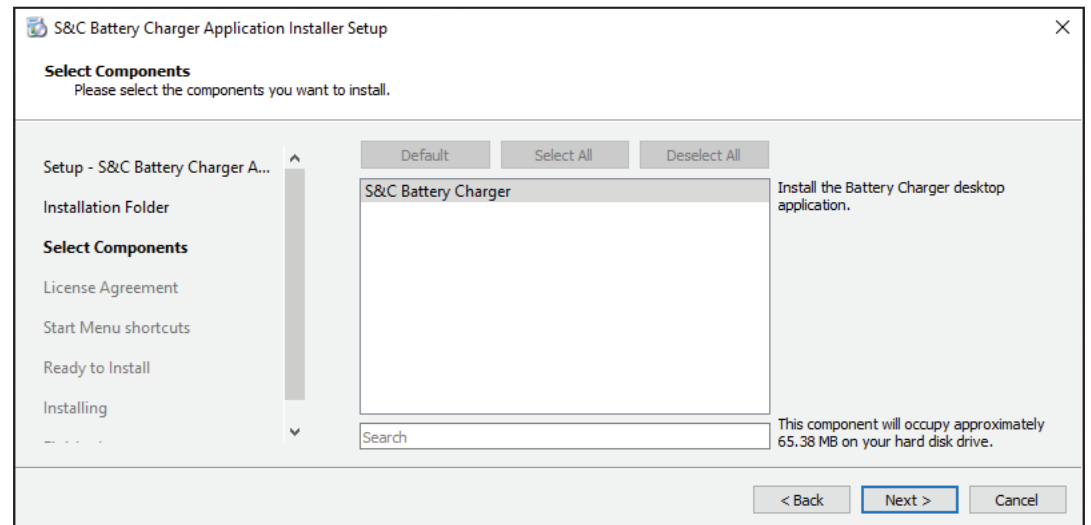 S&C Battery Charger Application Installer Setup
Select Components
Please select the components you want to install.
Setup - S&C Battery Charger A...
Installation Folder
Select Components
License Agreement
Start Menu shortcuts
Ready to Install
Installing
Default
Select All
Deselect All
S&C Battery Charger
Search
Install the Battery Charger desktop
application.
This component will occupy approximately
65.38 MB on your hard disk drive.
< Back
Next >
Cancel